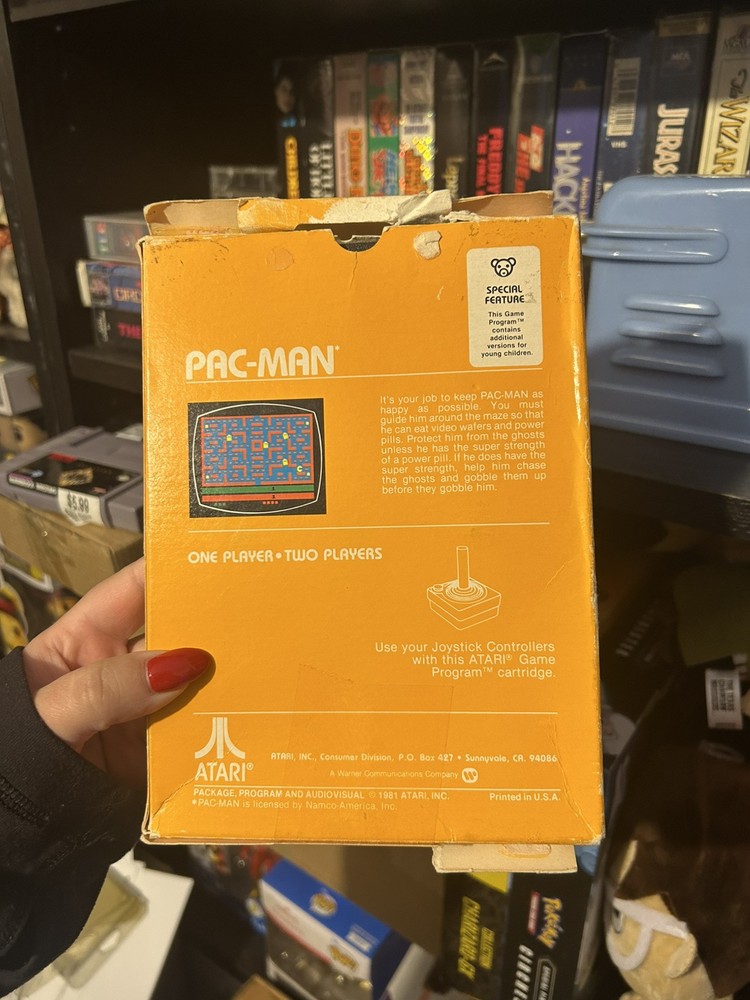 FREDDY
HACK
JURAS
WIZAR
SPECIAL
FEATURE
This Game
Program™
contains
additional
versions for
young children.
PAC-MAN*
It's your job to keep PAC-MAN as
happy as possible. You must
guide him around the maze so that
he can eat video wafers and power
pills. Protect him from the ghosts
unless he has the super strength
of a power pill. If he does have the
super strength, help him chase
the ghosts and gobble them up
before they gobble him.
$5.99
ONE PLAYER • TWO PLAYERS
Use your Joystick Controllers
with this ATARI® Game
Program™ cartridge.
ATARI®
ATARI, INC., Consumer Division, P.O. Box 427 • Sunnyvale, CA. 94086
A Warner Communications Company
PACKAGE, PROGRAM AND AUDIOVISUAL © 1981 ATARI, INC.
Printed in U.S.A.
*PAC-MAN is licensed by Namco-America, Inc.